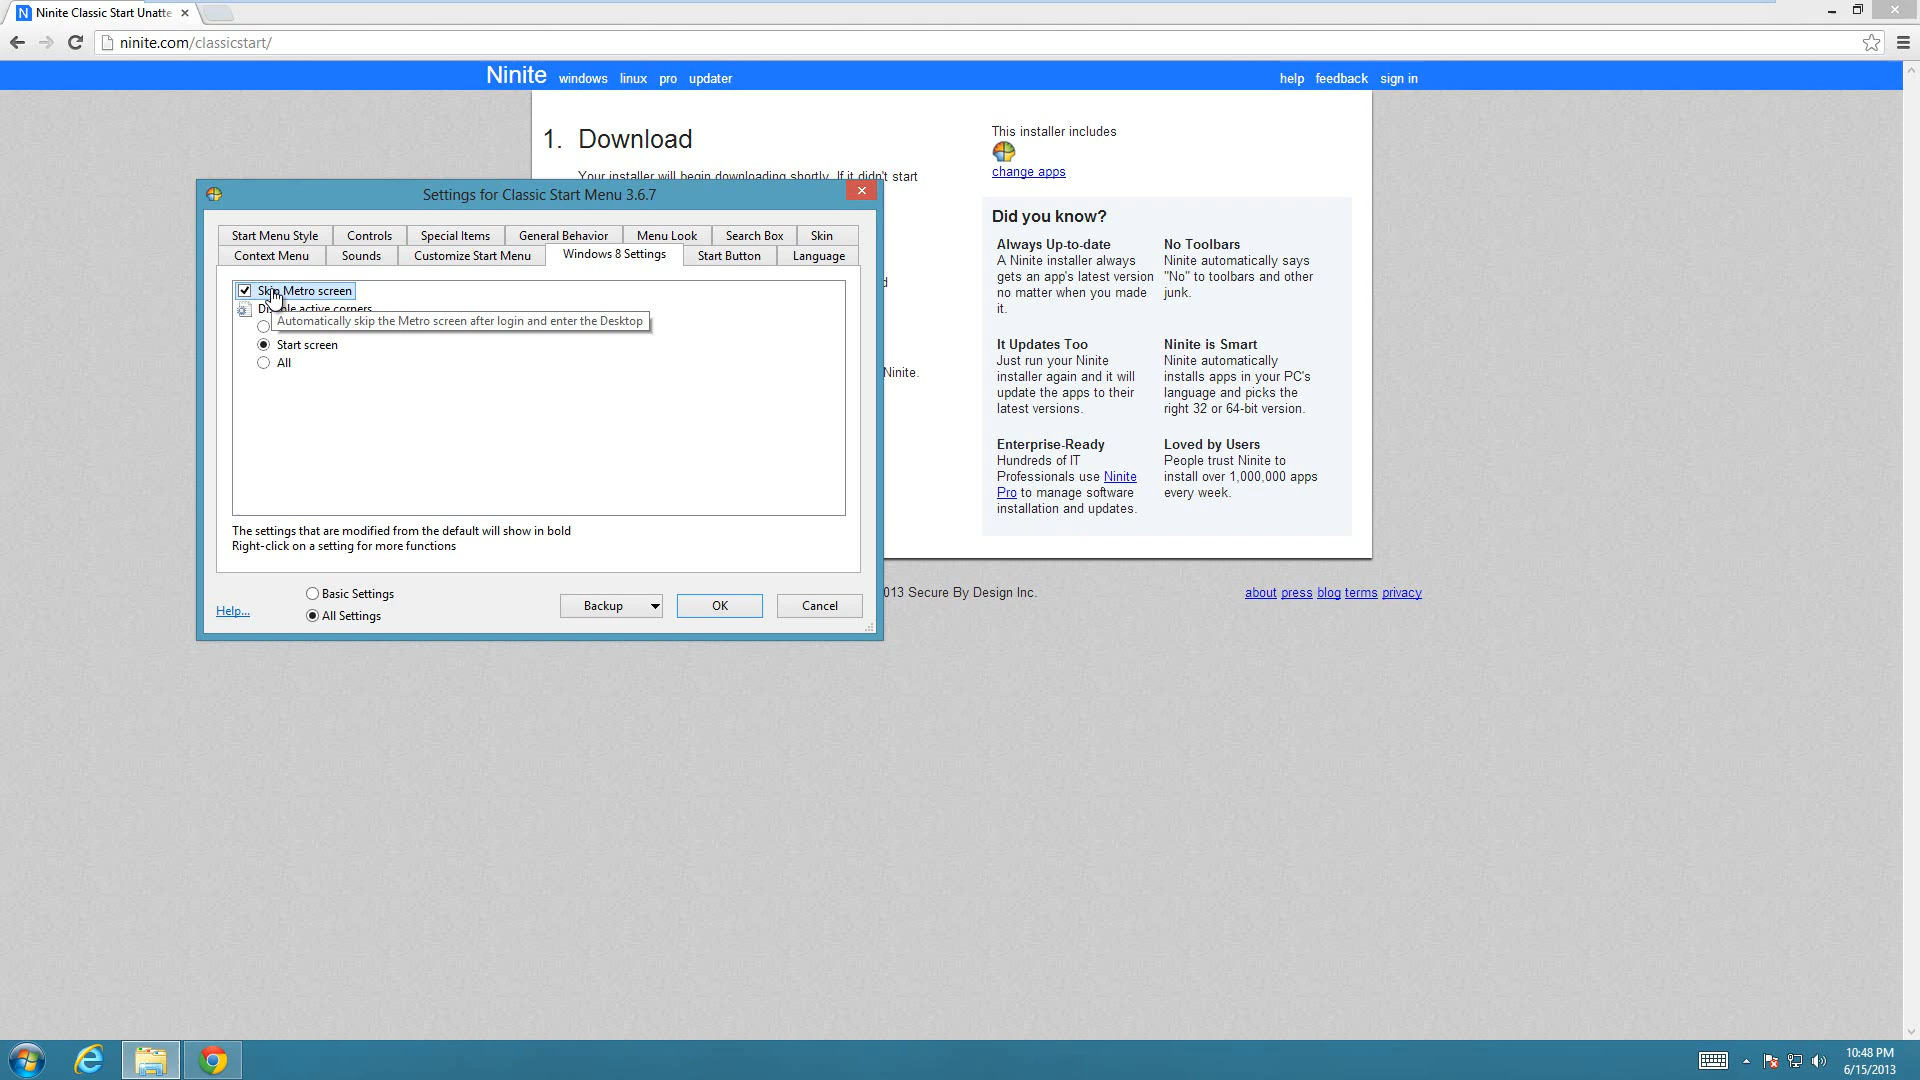 Ninite Classic Start Unatte
ninite.com/classicstart/
Ninite windows linux pro updater help feedback sign in
1. Download
Your installer will begin downloading shortly. If it didn't start
d
Ninite.
This installer includes
change apps
Did you know?
Always Up-to-date
A Ninite installer always
gets an app's latest version
no matter when you made
it.
No Toolbars
Ninite automatically says
"No" to toolbars and other
junk.
It Updates Too
Just run your Ninite
installer again and it will
update the apps to their
latest versions.
Ninite is Smart
Ninite automatically
installs apps in your PC's
language and picks the
right 32 or 64-bit version.
Enterprise-Ready
Hundreds of IT
Professionals use Ninite
Pro to manage software
installation and updates.
Loved by Users
People trust Ninite to
install over 1,000,000 apps
every week.
013 Secure By Design Inc.
about press blog terms privacy
Settings for Classic Start Menu 3.6.7
Start Menu Style Controls Special Items General Behavior Menu Look Search Box Skin
Context Menu Sounds Customize Start Menu Windows 8 Settings Start Button Language
Skip Metro screen
Disable active corners
Automatically skip the Metro screen after login and enter the Desktop
Start screen
All
The settings that are modified from the default will show in bold
Right-click on a setting for more functions
Help...
Basic Settings
All Settings
Backup
OK
Cancel
10:48 PM
6/15/2013